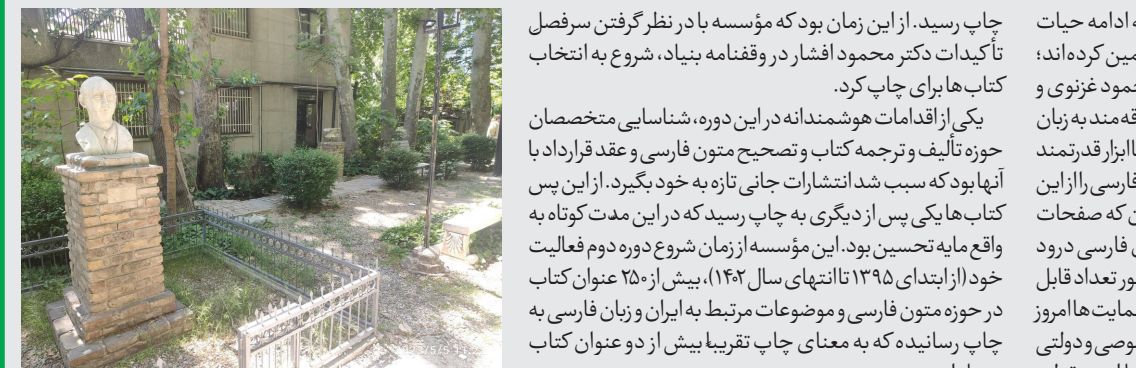 چاپ رسید. از این زمان بود که مؤسسه با در نظر گرفتن سرفصل
تأکیدات دکتر محمود افشار در وقفنامه بنیاد، شروع به انتخاب
کتاب‌ها برای چاپ کرد.
یکی از اقدامات هوشمندانه در این دوره، شناسایی متخصصان
حوزه تألیف و ترجمه کتاب و تصحیح متون فارسی و عقد قرارداد با
آنها بود که سبب شد انتشارات جانی تازه به خود بگیرد. از این پس
کتاب‌ها یکی پس از دیگری به چاپ رسید که در این مدت کوتاه به
واقع مایه تحسین بود. این مؤسسه از زمان شروع دوره دوم فعالیت
خود (از ابتدای ۱۳۹۵ تا انتهای سال ۱۴۰۲)، بیش از ۲۵۰ عنوان کتاب
در حوزه متون فارسی و موضوعات مرتبط به ایران و زبان فارسی به
چاپ رسانیده که به معنای چاپ تقریباً بیش از دو عنوان کتاب
ادامه حیات
مین کرده‌اند؛
حمود غزنوی و
قه‌مند به زبان
ابزار قدرتمند
فارسی را از این
ن که صفحات
فارسی درود
ور تعداد قابل
مایت‌ها امروز
وصی و دولتی